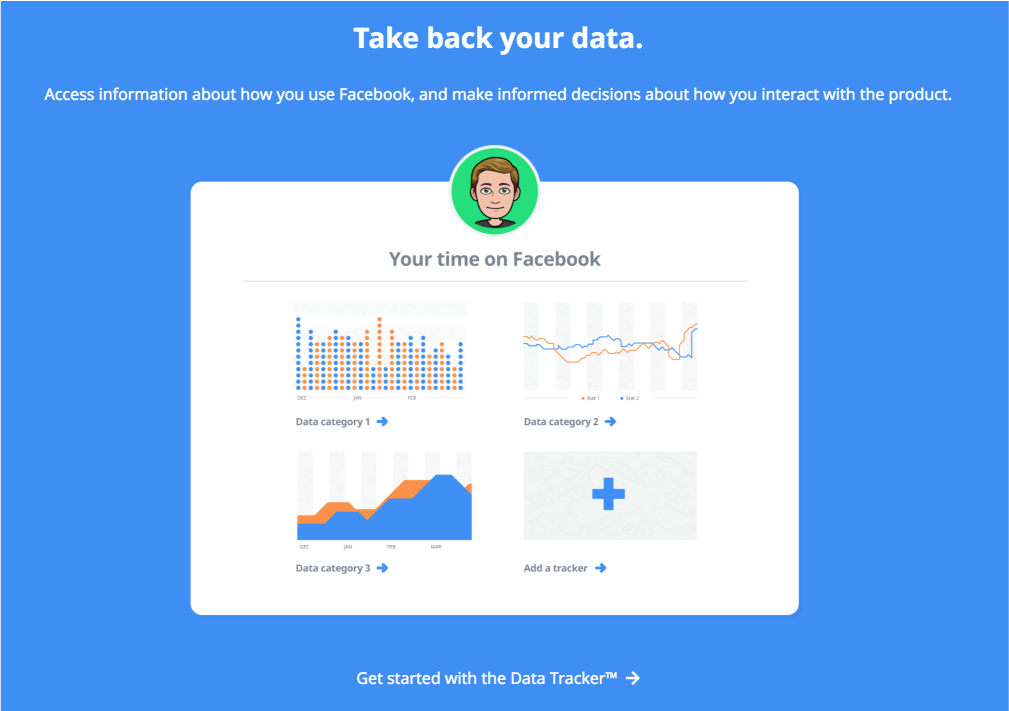 Take back your data.
Access information about how you use Facebook, and make informed decisions about how you interact with the product.
Your time on Facebook
DEC JAN FEB
Stat 1 Stat 2
Data category 1
Data category 2
DEC JAN FEB MAR
Data category 3
Add a tracker
Get started with the Data Tracker™